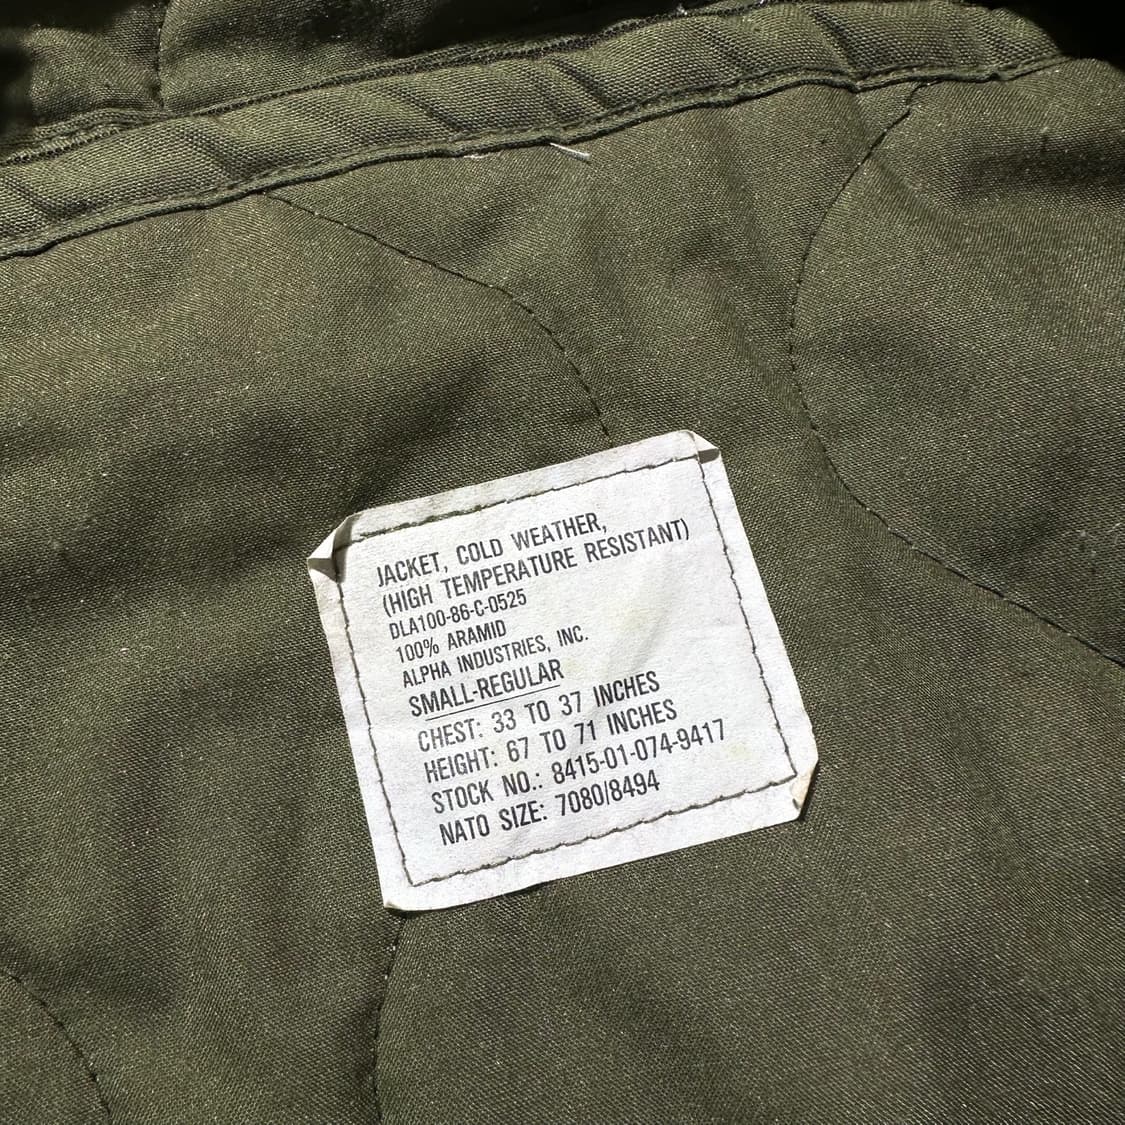 JACKET, COLD WEATHER,
(HIGH TEMPERATURE RESISTANT)
DLA100-86-C-0525
100% ARAMID
ALPHA INDUSTRIES, INC.
SMALL-REGULAR
CHEST: 33 TO 37 INCHES
HEIGHT: 67 TO 71 INCHES
STOCK NO.: 8415-01-074-9417
NATO SIZE: 7080/8494